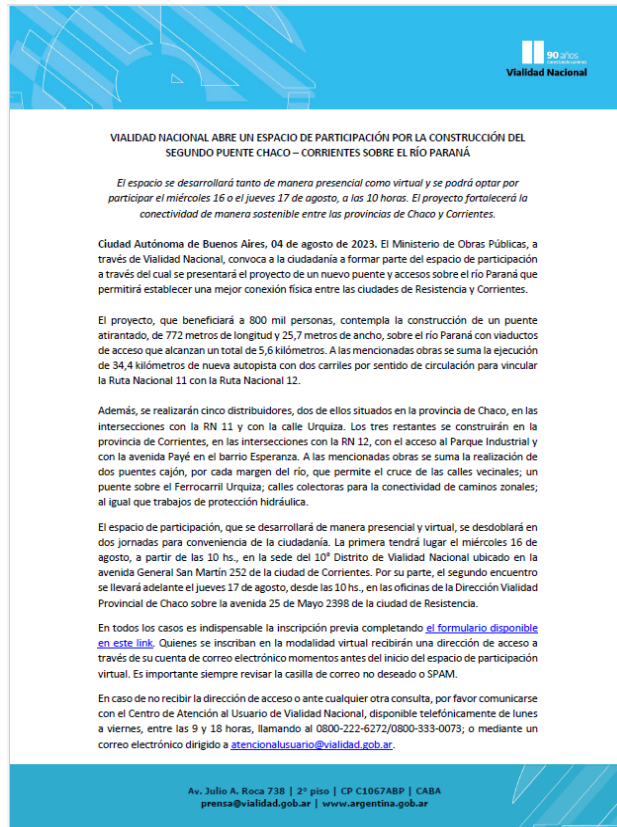 90 años
Vialidad Nacional
VIALIDAD NACIONAL ABRE UN ESPACIO DE PARTICIPACIÓN POR LA CONSTRUCCIÓN DEL
SEGUNDO PUENTE CHACO – CORRIENTES SOBRE EL RÍO PARANÁ
El espacio se desarrollará tanto de manera presencial como virtual y se podrá optar por
participar el miércoles 16 o el jueves 17 de agosto, a las 10 horas. El proyecto fortalecerá la
conectividad de manera sostenible entre las provincias de Chaco y Corrientes.
Ciudad Autónoma de Buenos Aires, 04 de agosto de 2023. El Ministerio de Obras Públicas, a
través de Vialidad Nacional, convoca a la ciudadanía a formar parte del espacio de participación
a través del cual se presentará el proyecto de un nuevo puente y accesos sobre el río Paraná que
permitirá establecer una mejor conexión física entre las ciudades de Resistencia y Corrientes.
El proyecto, que beneficiará a 800 mil personas, contempla la construcción de un puente
atirantado, de 772 metros de longitud y 25,7 metros de ancho, sobre el río Paraná con viaductos
de acceso que alcanzan un total de 5,6 kilómetros. A las mencionadas obras se suma la ejecución
de 34,4 kilómetros de nueva autopista con dos carriles por sentido de circulación para vincular
la Ruta Nacional 11 con la Ruta Nacional 12.
Además, se realizarán cinco distribuidores, dos de ellos situados en la provincia de Chaco, en las
intersecciones con la RN 11 y con la calle Urquiza. Los tres restantes se construirán en la
provincia de Corrientes, en las intersecciones con la RN 12, con el acceso al Parque Industrial y
con la avenida Payé en el barrio Esperanza. A las mencionadas obras se suma la realización de
dos puentes cajón, por cada margen del río, que permite el cruce de las calles vecinales; un
puente sobre el Ferrocarril Urquiza; calles colectoras para la conectividad de caminos zonales;
al igual que trabajos de protección hidráulica.
El espacio de participación, que se desarrollará de manera presencial y virtual, se desdoblará en
dos jornadas para conveniencia de la ciudadanía. La primera tendrá lugar el miércoles 16 de
agosto, a partir de las 10 hs., en la sede del 10° Distrito de Vialidad Nacional ubicado en la
avenida General San Martín 252 de la ciudad de Corrientes. Por su parte, el segundo encuentro
se llevará adelante el jueves 17 de agosto, desde las 10 hs., en las oficinas de la Dirección Vialidad
Provincial de Chaco sobre la avenida 25 de Mayo 2398 de la ciudad de Resistencia.
En todos los casos es indispensable la inscripción previa completando el formulario disponible
en este link. Quienes se inscriban en la modalidad virtual recibirán una dirección de acceso a
través de su cuenta de correo electrónico momentos antes del inicio del espacio de participación
virtual. Es importante siempre revisar la casilla de correo no deseado o SPAM.
En caso de no recibir la dirección de acceso o ante cualquier otra consulta, por favor comunicarse
con el Centro de Atención al Usuario de Vialidad Nacional, disponible telefónicamente de lunes
a viernes, entre las 9 y 18 horas, llamando al 0800-222-6272/0800-333-0073; o mediante un
correo electrónico dirigido a atencionalusuario@vialidad.gob.ar.
Av. Julio A. Roca 738 | 2° piso | CP C1067ABP | CABA
prensa@vialidad.gob.ar | www.argentina.gob.ar